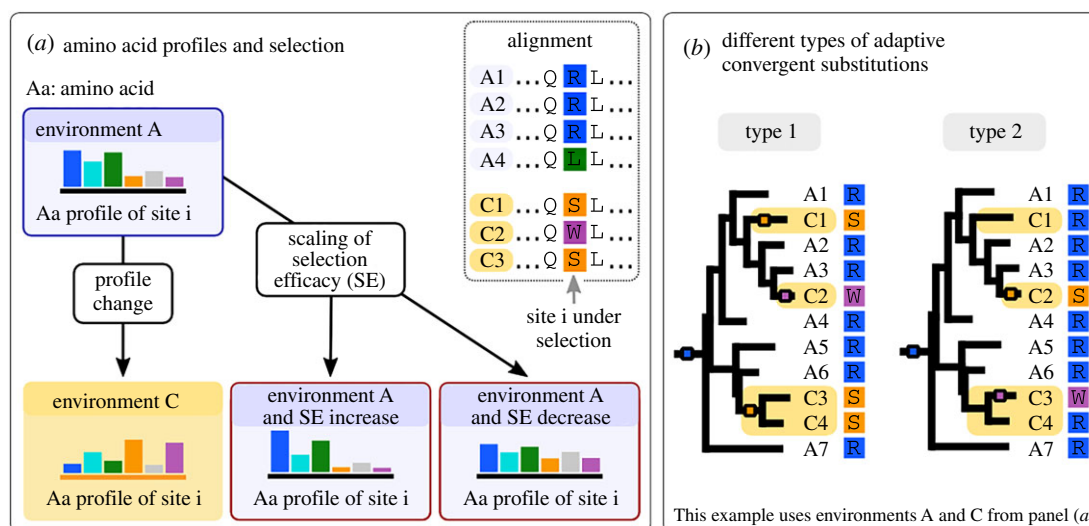 (a) amino acid profiles and selection
Aa: amino acid
environment A
Aa profile of site i
profile
change
scaling of
selection
efficacy (SE)
environment C
Aa profile of site i
environment A
and SE increase
Aa profile of site i
environment A
and SE decrease
Aa profile of site i
alignment
A1 ...Q R L...
A2 ...Q R L...
A3 ...Q R L...
A4 ...Q L L...
C1 ...Q S L...
C2 ...Q W L...
C3 ...Q S L...
site i under
selection
(b) different types of adaptive
convergent substitutions
type 1
A1 R
C1 S
A2 R
A3 R
C2 W
A4 R
A5 R
A6 R
C3 S
C4 S
A7 R
type 2
A1 R
C1 R
A2 R
A3 R
C2 S
A4 R
A5 R
A6 R
C3 W
C4 R
A7 R
This example uses environments A and C from panel (a